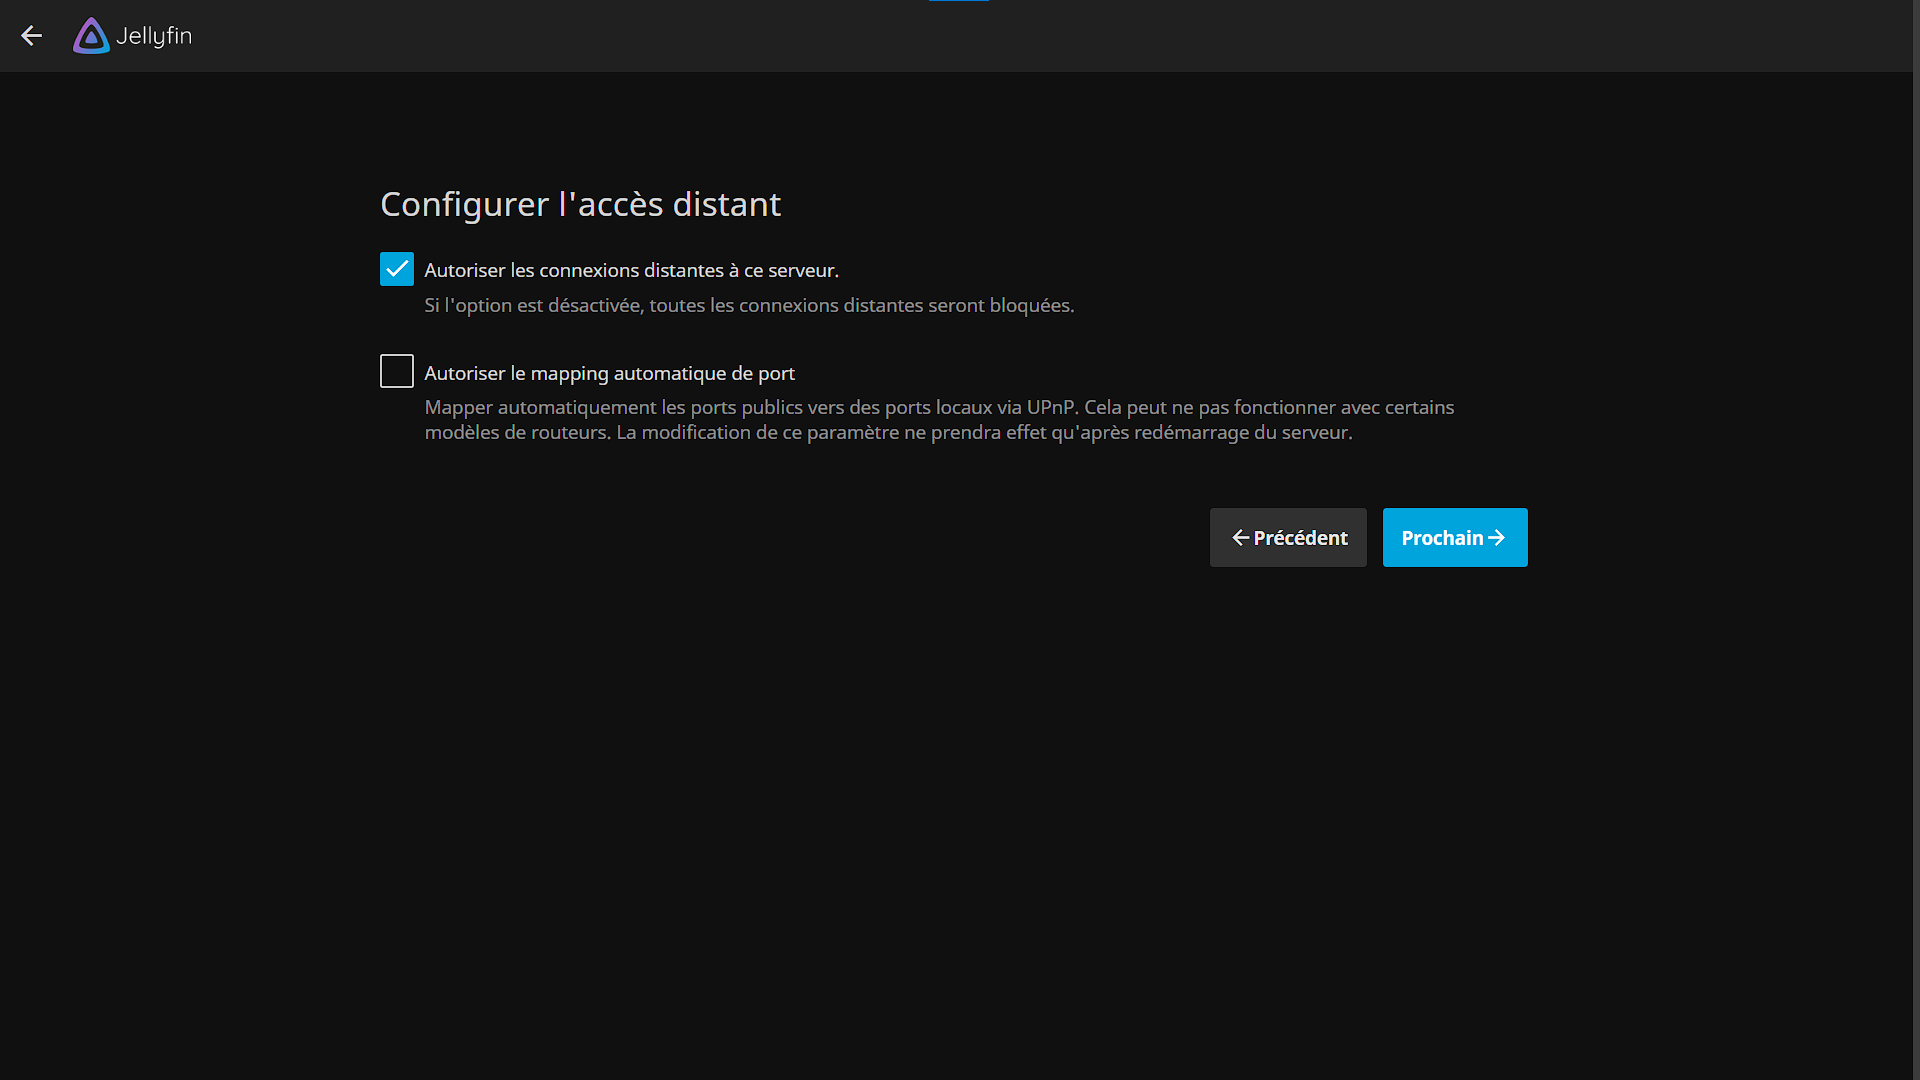 Jellyfin
Configurer l'accès distant
Autoriser les connexions distantes à ce serveur.
Si l'option est désactivée, toutes les connexions distantes seront bloquées.
Autoriser le mapping automatique de port
Mapper automatiquement les ports publics vers des ports locaux via UPnP. Cela peut ne pas fonctionner avec certains
modèles de routeurs. La modification de ce paramètre ne prendra effet qu'après redémarrage du serveur.
Précédent
Prochain